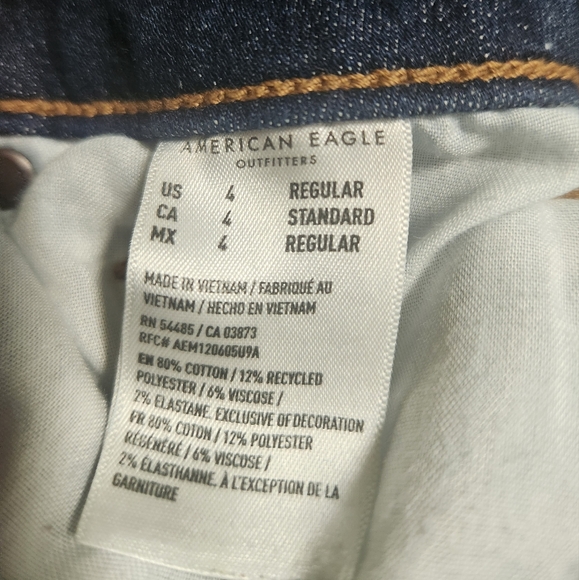 AMERICAN EAGLE
OUTFITTERS
US 4 REGULAR
CA 4 STANDARD
MX 4 REGULAR
MADE IN VIETNAM / FABRIQUÉ AU
VIETNAM / HECHO EN VIETNAM
RN 54485 / CA 03873
RFC# AEM120605U9A
EN 80% COTTON / 12% RECYCLED
POLYESTER / 6% VISCOSE /
2% ELASTANE. EXCLUSIVE OF DECORATION
FR 80% COTON / 12% POLYESTER
RÉGÉNÉRÉ / 6% VISCOSE /
2% ÉLASTHANNE. À L'EXCEPTION DE LA
GARNITURE